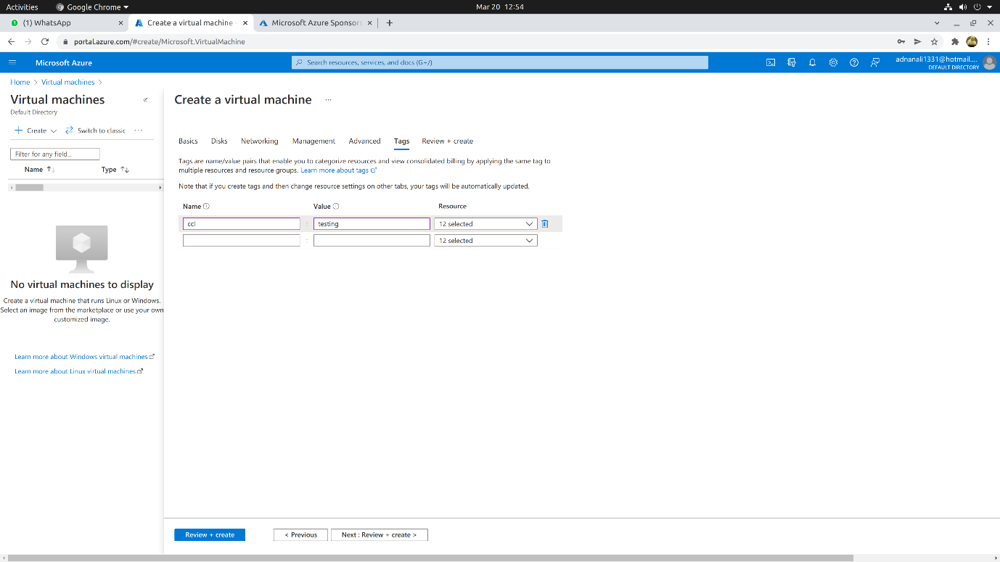 Activities
Google Chrome
Mar 20 12:54
(1) WhatsApp
Create a virtual machine -
Microsoft Azure Sponsors
portal.azure.com/#create/Microsoft.VirtualMachine
Microsoft Azure
Search resources, services, and docs (G+/)
adnanali1331@hotmail....
DEFAULT DIRECTORY
Home > Virtual machines >
Virtual machines
Default Directory
Create
Switch to classic
Filter for any field...
Name
Type
No virtual machines to display
Create a virtual machine that runs Linux or Windows.
Select an image from the marketplace or use your own
customized image.
Learn more about Windows virtual machines
Learn more about Linux virtual machines
Create a virtual machine ...
Basics Disks Networking Management Advanced Tags Review + create
Tags are name/value pairs that enable you to categorize resources and view consolidated billing by applying the same tag to
multiple resources and resource groups. Learn more about tags
Note that if you create tags and then change resource settings on other tabs, your tags will be automatically updated.
Name Value Resource
ccl : testing 12 selected
: 12 selected
Review + create < Previous Next : Review + create >